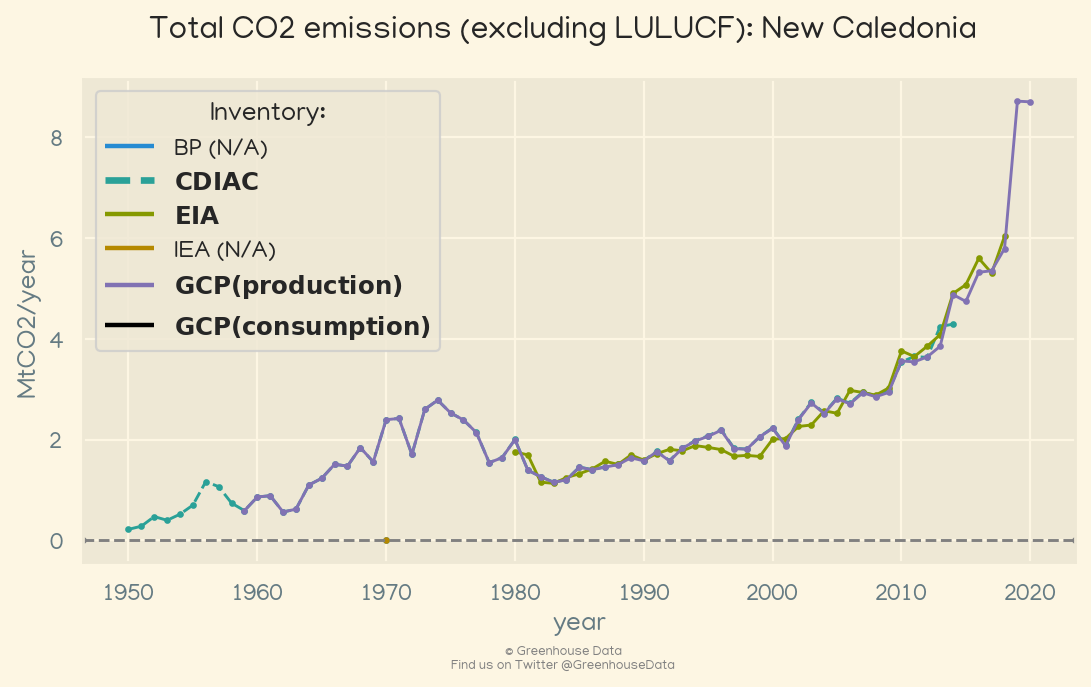 Total CO2 emissions (excluding LULUCF): New Caledonia
Inventory:
BP (N/A)
CDIAC
EIA
IEA (N/A)
GCP(production)
GCP(consumption)
MtCO2/year
8
6
4
2
0
1950 1960 1970 1980 1990 2000 2010 2020
year
© Greenhouse Data
Find us on Twitter @GreenhouseData